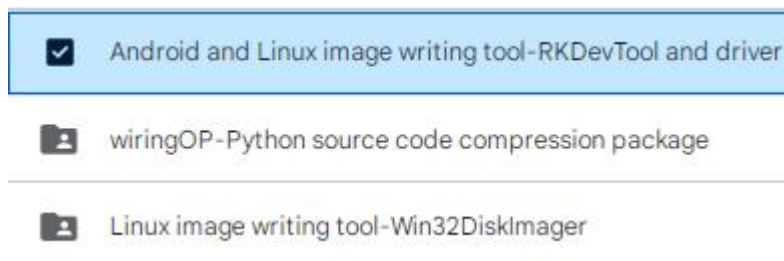 Android and Linux image writing tool-RKDevTool and driver
wiringOP-Python source code compression package
Linux image writing tool-Win32DiskImager